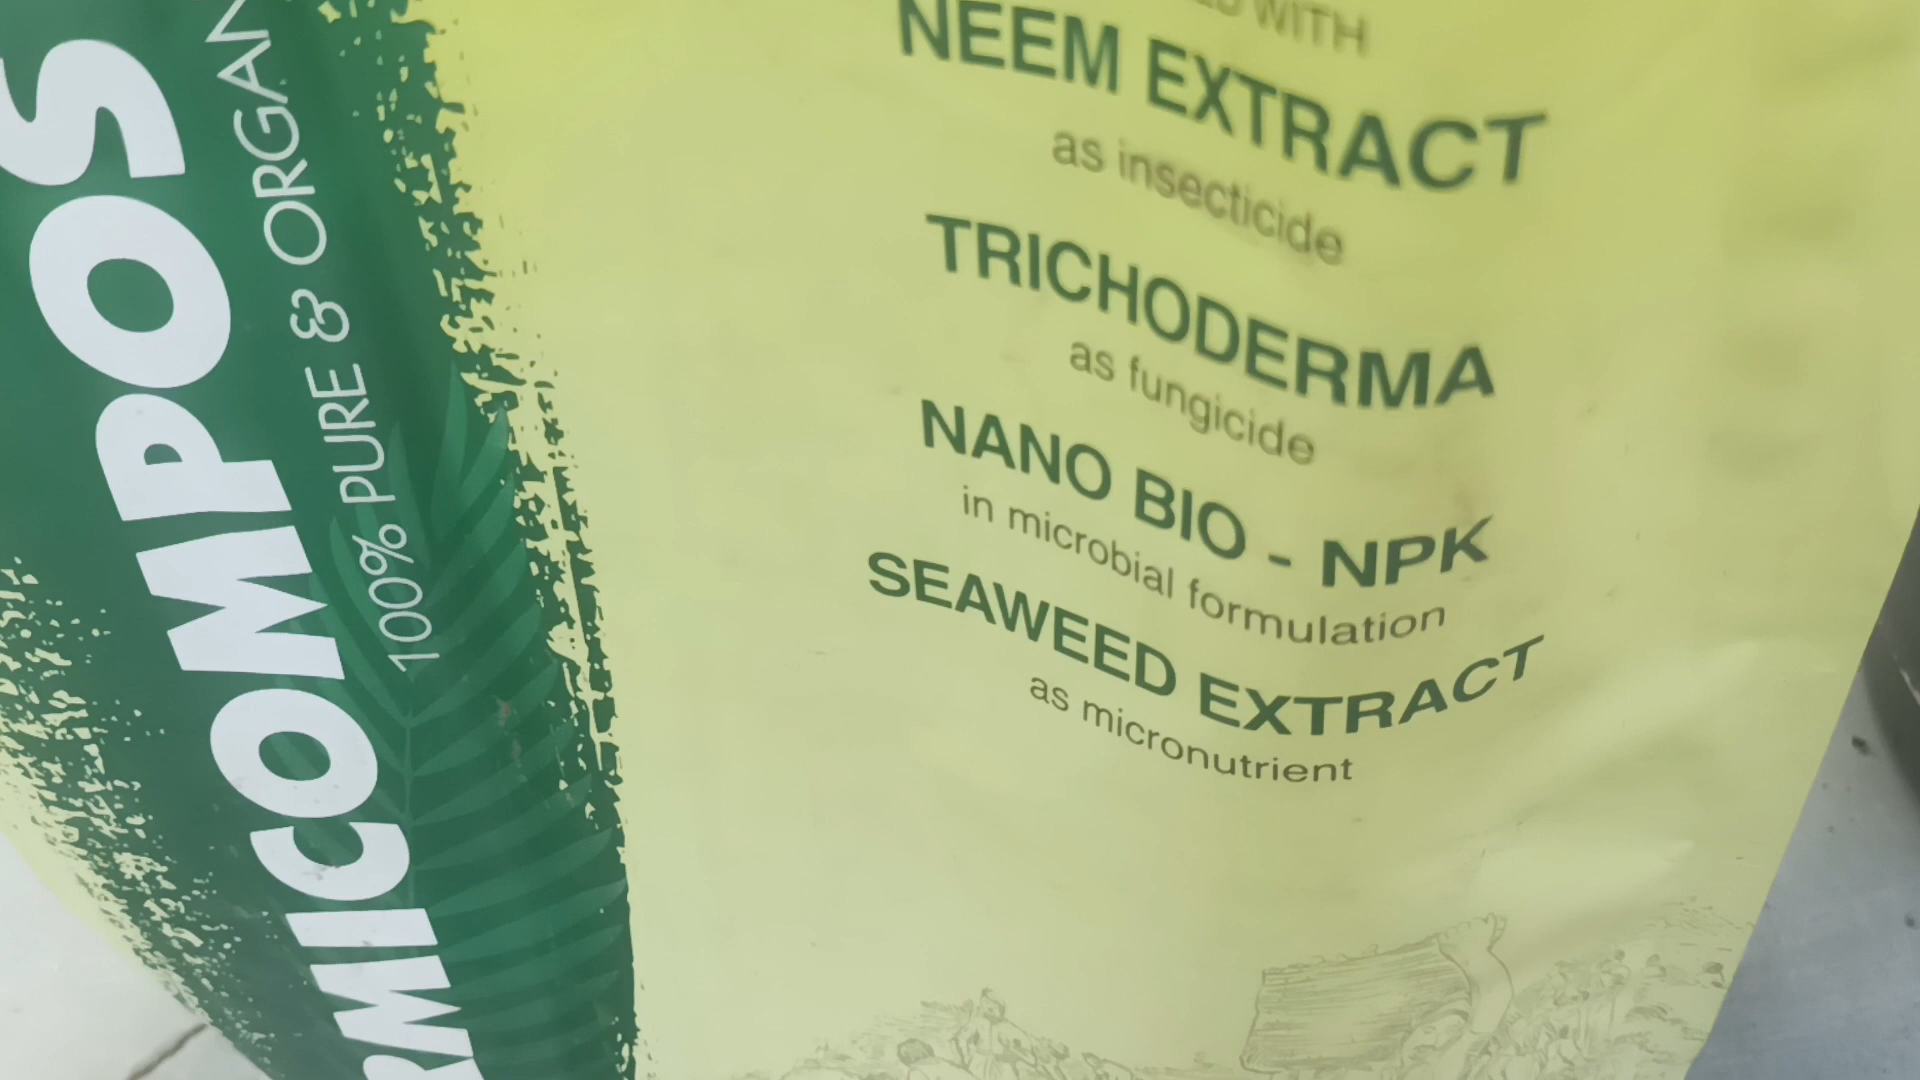 RMICOMPOS
100% PURE & ORGAN
WITH
NEEM EXTRACT
as insecticide
TRICHODERMA
as fungicide
NANO BIO - NPK
in microbial formulation
SEAWEED EXTRACT
as micronutrient